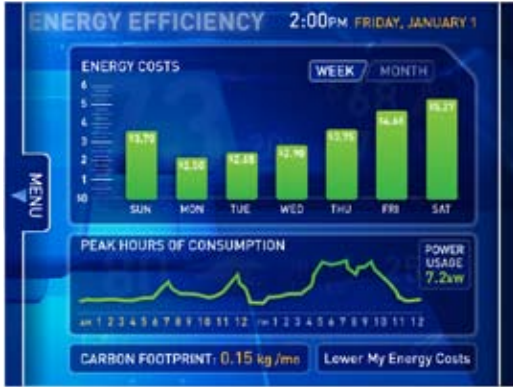 ENERGY EFFICIENCY 2:00PM FRIDAY, JANUARY 1
ENERGY COSTS
WEEK / MONTH
6
5
4
3
2
1
$0
$3.70 $2.50 $2.68 $2.90 $3.75 $4.60 $5.27
SUN MON TUE WED THU FRI SAT
MENU
PEAK HOURS OF CONSUMPTION
POWER
USAGE
7.2kW
AM 1 2 3 4 5 6 7 8 9 10 11 12 PM 1 2 3 4 5 6 7 8 9 10 11 12
CARBON FOOTPRINT: 0.15 kg /mo
Lower My Energy Costs